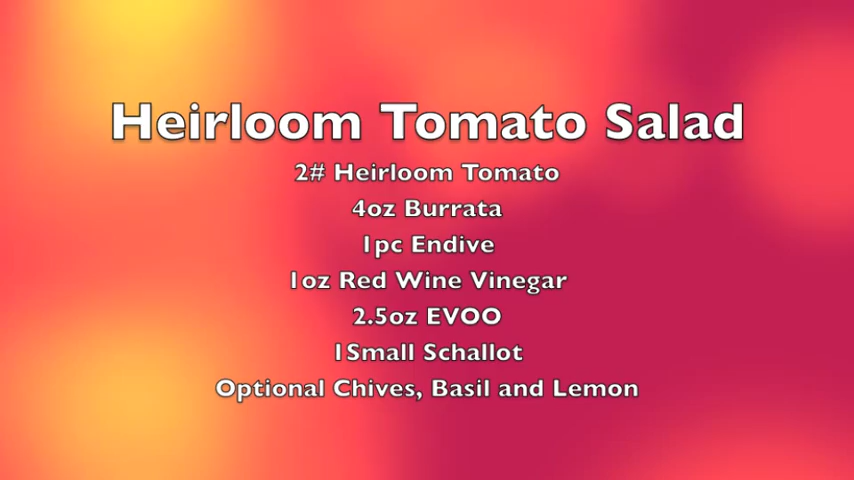 Heirloom Tomato Salad
2# Heirloom Tomato
4oz Burrata
1pc Endive
1oz Red Wine Vinegar
2.5oz EVOO
1Small Schallot
Optional Chives, Basil and Lemon